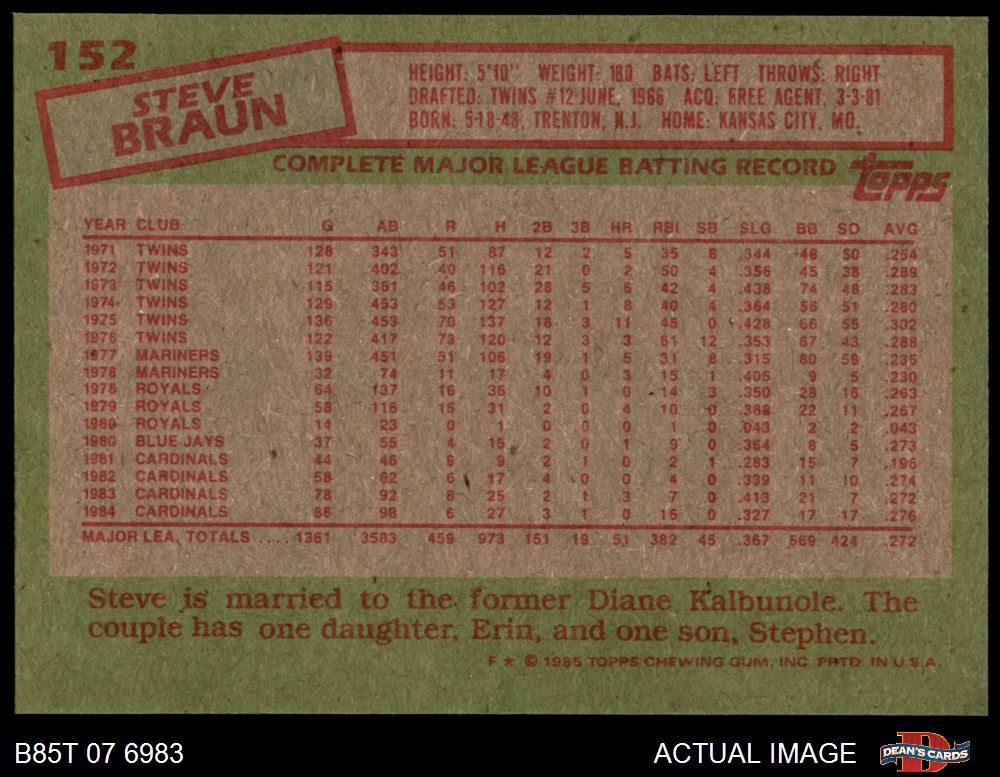 152
STEVE
BRAUN
HEIGHT: 5'10" WEIGHT: 180 BATS: LEFT THROWS: RIGHT
DRAFTED: TWINS #12-JUNE, 1966 ACQ: FREE AGENT, 3-3-81
BORN: 5-18-48, TRENTON, N.J. HOME: KANSAS CITY, MO.
COMPLETE MAJOR LEAGUE BATTING RECORD
topps
YEAR CLUB G AB R H 2B 3B HR RBI SB SLG BB SO AVG
1971 TWINS 128 343 51 87 12 2 5 35 8 .344 48 50 .254
1972 TWINS 121 402 40 116 21 0 2 50 4 .356 45 38 .289
1973 TWINS 115 361 46 102 28 5 6 42 4 .438 74 48 .283
1974 TWINS 129 453 53 127 12 1 8 40 4 .364 56 51 .280
1975 TWINS 136 453 70 137 18 3 11 45 0 .428 66 55 .302
1976 TWINS 122 417 73 120 12 3 3 61 12 .353 67 43 .288
1977 MARINERS 139 451 51 106 19 1 5 31 8 .315 80 59 .235
1978 MARINERS 32 74 11 17 4 0 3 15 1 .405 9 5 .230
1978 ROYALS 64 137 16 36 10 1 0 14 3 .350 28 16 .263
1979 ROYALS 58 116 15 31 2 0 4 10 0 .388 22 11 .267
1980 ROYALS 14 23 0 1 0 0 0 1 0 .043 2 2 .043
1980 BLUE JAYS 37 55 4 15 2 0 1 9 0 .364 8 5 .273
1981 CARDINALS 44 46 9 9 2 1 0 2 1 .283 15 7 .196
1982 CARDINALS 58 62 6 17 4 0 0 4 0 .339 11 10 .274
1983 CARDINALS 78 92 8 25 2 1 3 7 0 .413 21 7 .272
1984 CARDINALS 86 98 6 27 3 1 0 16 0 .327 17 17 .276
MAJOR LEA. TOTALS .... 1361 3583 459 973 151 19 51 382 45 .367 569 424 .272
Steve is married to the former Diane Kalbunole. The
couple has one daughter, Erin, and one son, Stephen.
F ★ © 1985 TOPPS CHEWING GUM, INC. PRTD. IN U.S.A.
B85T 07 6983
ACTUAL IMAGE
D
DEAN'S CARDS